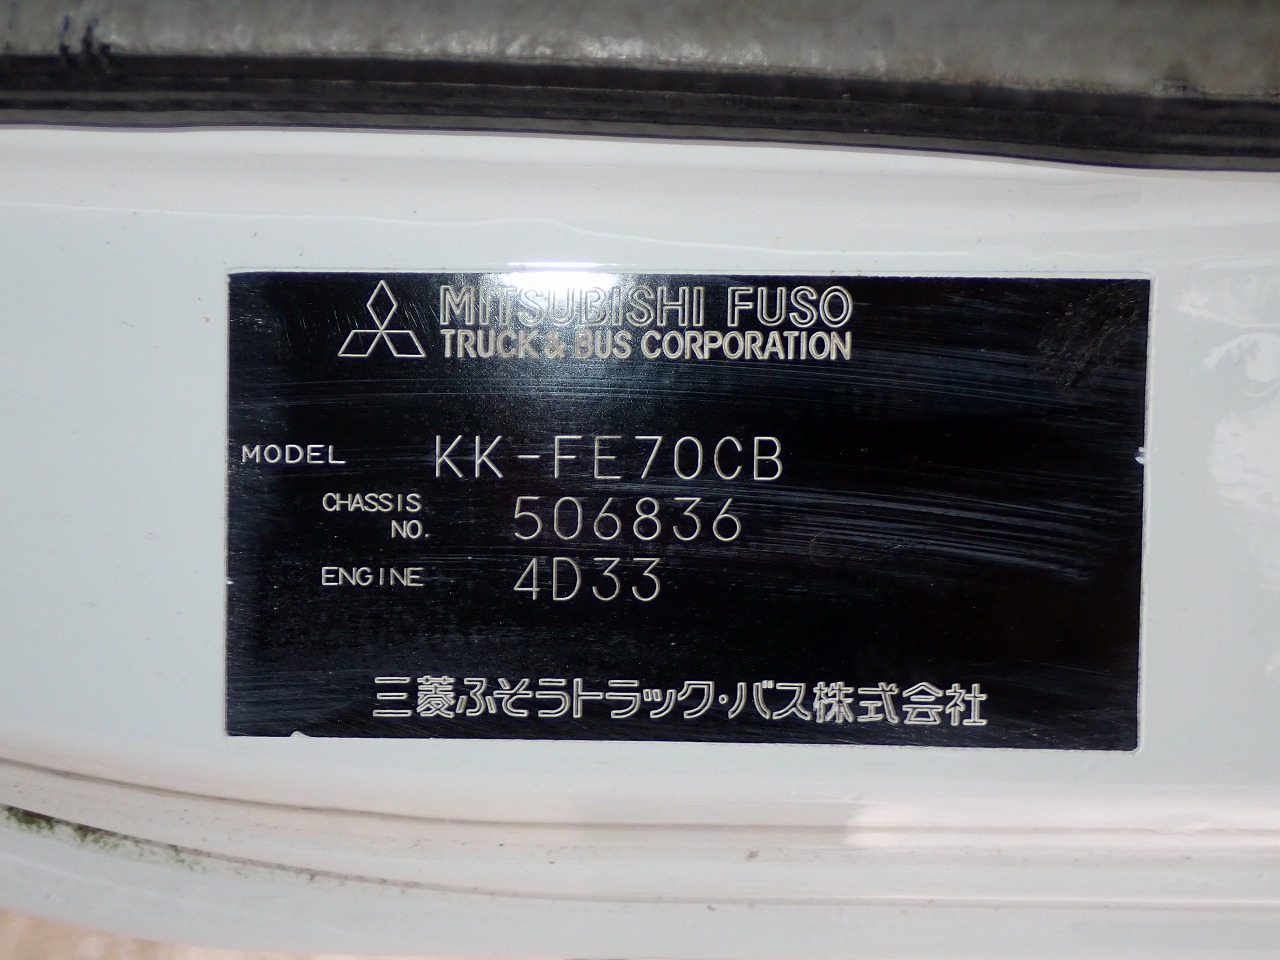 MITSUBISHI FUSO
TRUCK & BUS CORPORATION
MODEL KK-FE70CB
CHASSIS NO. 506836
ENGINE 4D33
三菱ふそうトラック・バス株式会社